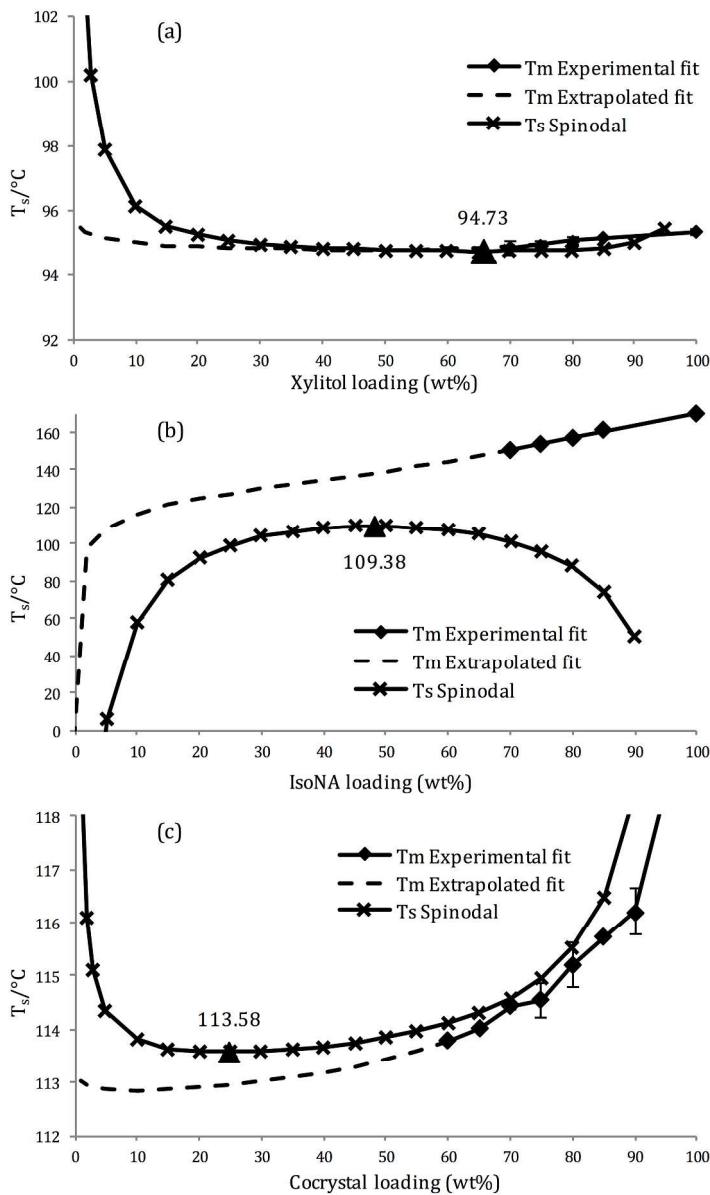 102
(a)
100
98
96
94
92
Ts/°C
Tm Experimental fit
Tm Extrapolated fit
Ts Spinodal
94.73
0 10 20 30 40 50 60 70 80 90 100
Xylitol loading (wt%)
(b)
160
140
120
100
80
60
40
20
0
Ts/°C
109.38
Tm Experimental fit
Tm Extrapolated fit
Ts Spinodal
0 10 20 30 40 50 60 70 80 90 100
IsoNA loading (wt%)
118
(c)
117
116
115
114
113
112
Ts/°C
Tm Experimental fit
Tm Extrapolated fit
Ts Spinodal
113.58
0 10 20 30 40 50 60 70 80 90 100
Cocrystal loading (wt%)